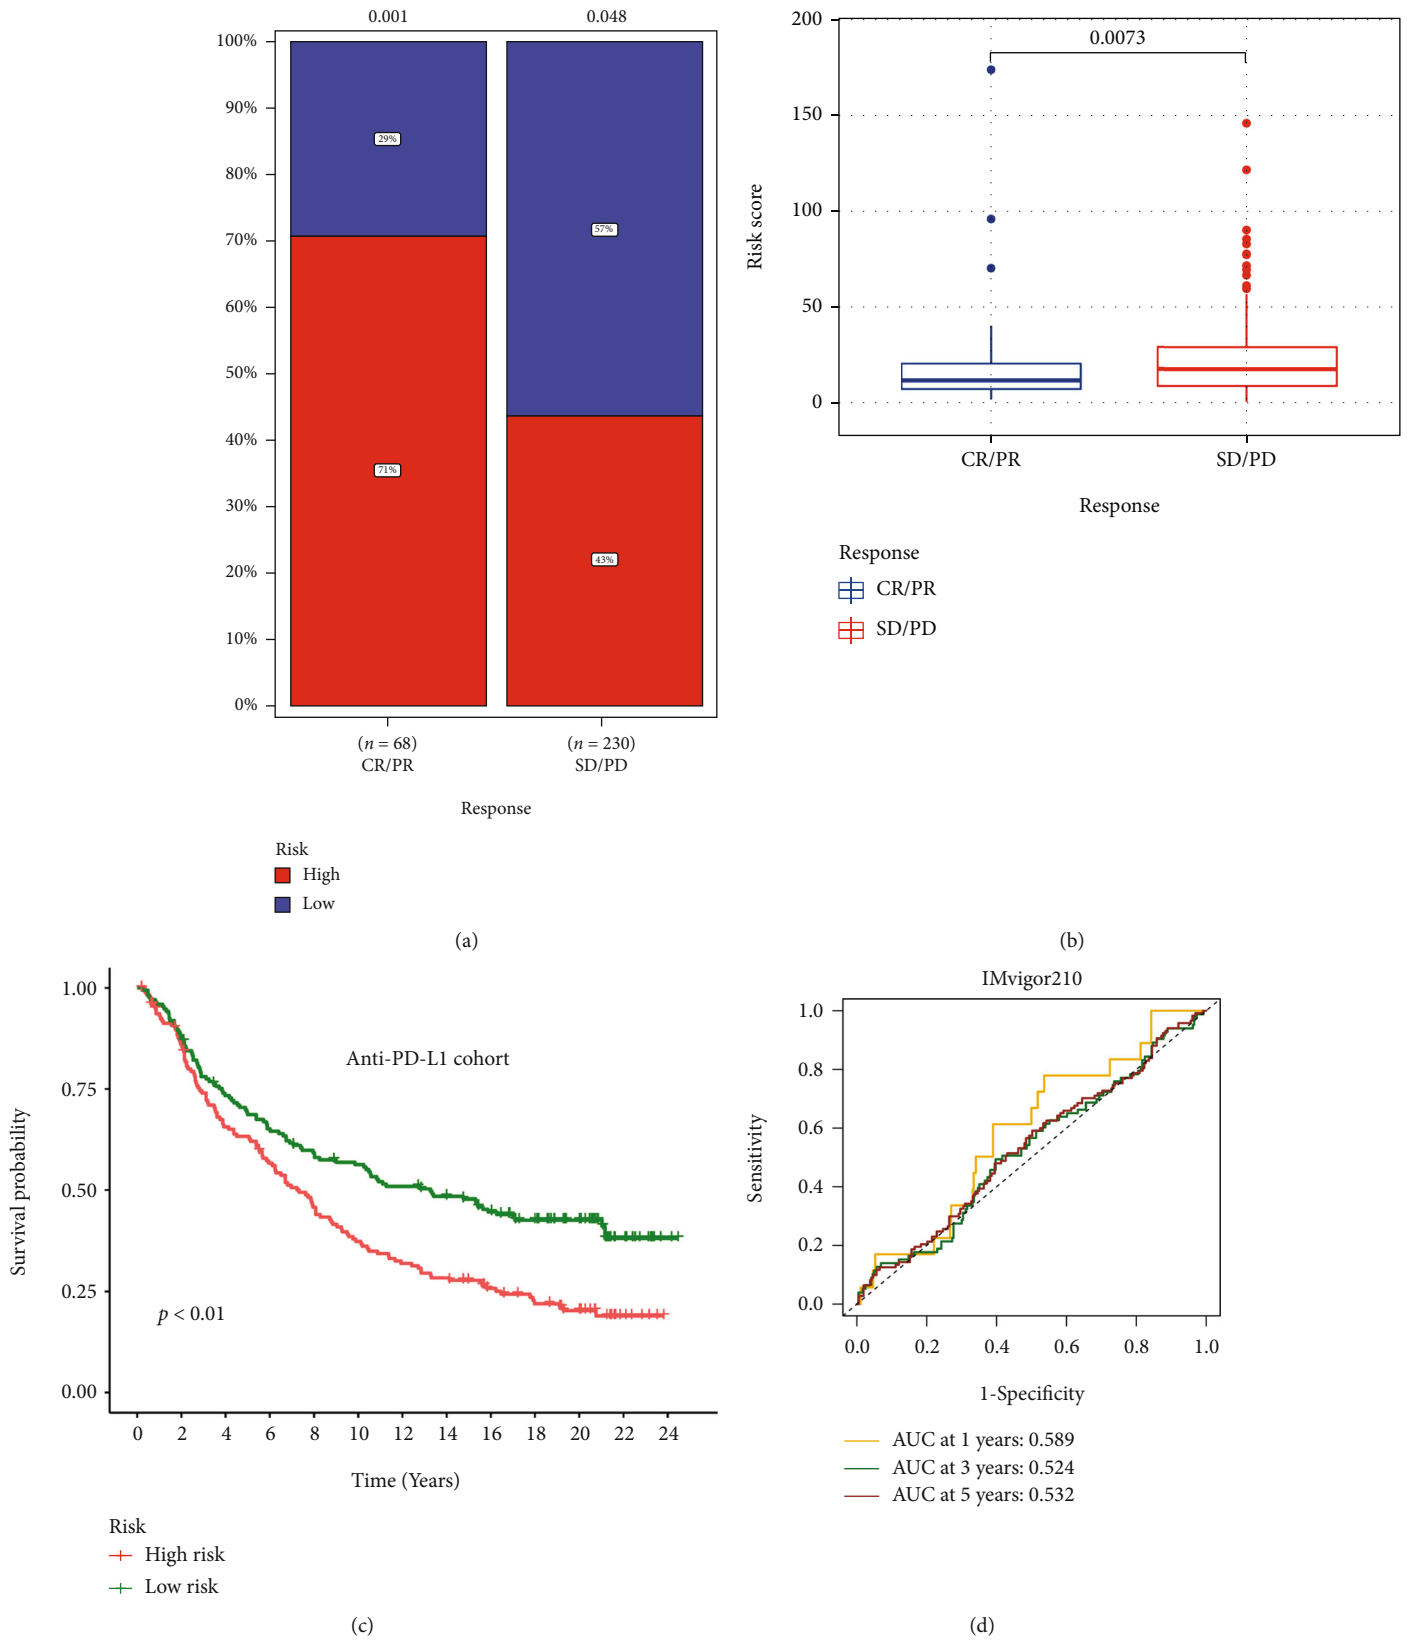 0.001
0.048
100%
90%
80%
70%
60%
50%
40%
30%
20%
10%
0%
29%
57%
71%
43%
(n = 68)
CR/PR
(n = 230)
SD/PD
Response
Risk
High
Low
(a)
200
150
100
50
0
Risk score
0.0073
CR/PR
SD/PD
Response
Response
CR/PR
SD/PD
(b)
1.00
0.75
0.50
0.25
0.00
Survival probability
Anti-PD-L1 cohort
p < 0.01
0 2 4 6 8 10 12 14 16 18 20 22 24
Time (Years)
Risk
High risk
Low risk
(c)
IMvigor210
1.0
0.8
0.6
0.4
0.2
0.0
Sensitivity
0.0 0.2 0.4 0.6 0.8 1.0
1-Specificity
AUC at 1 years: 0.589
AUC at 3 years: 0.524
AUC at 5 years: 0.532
(d)